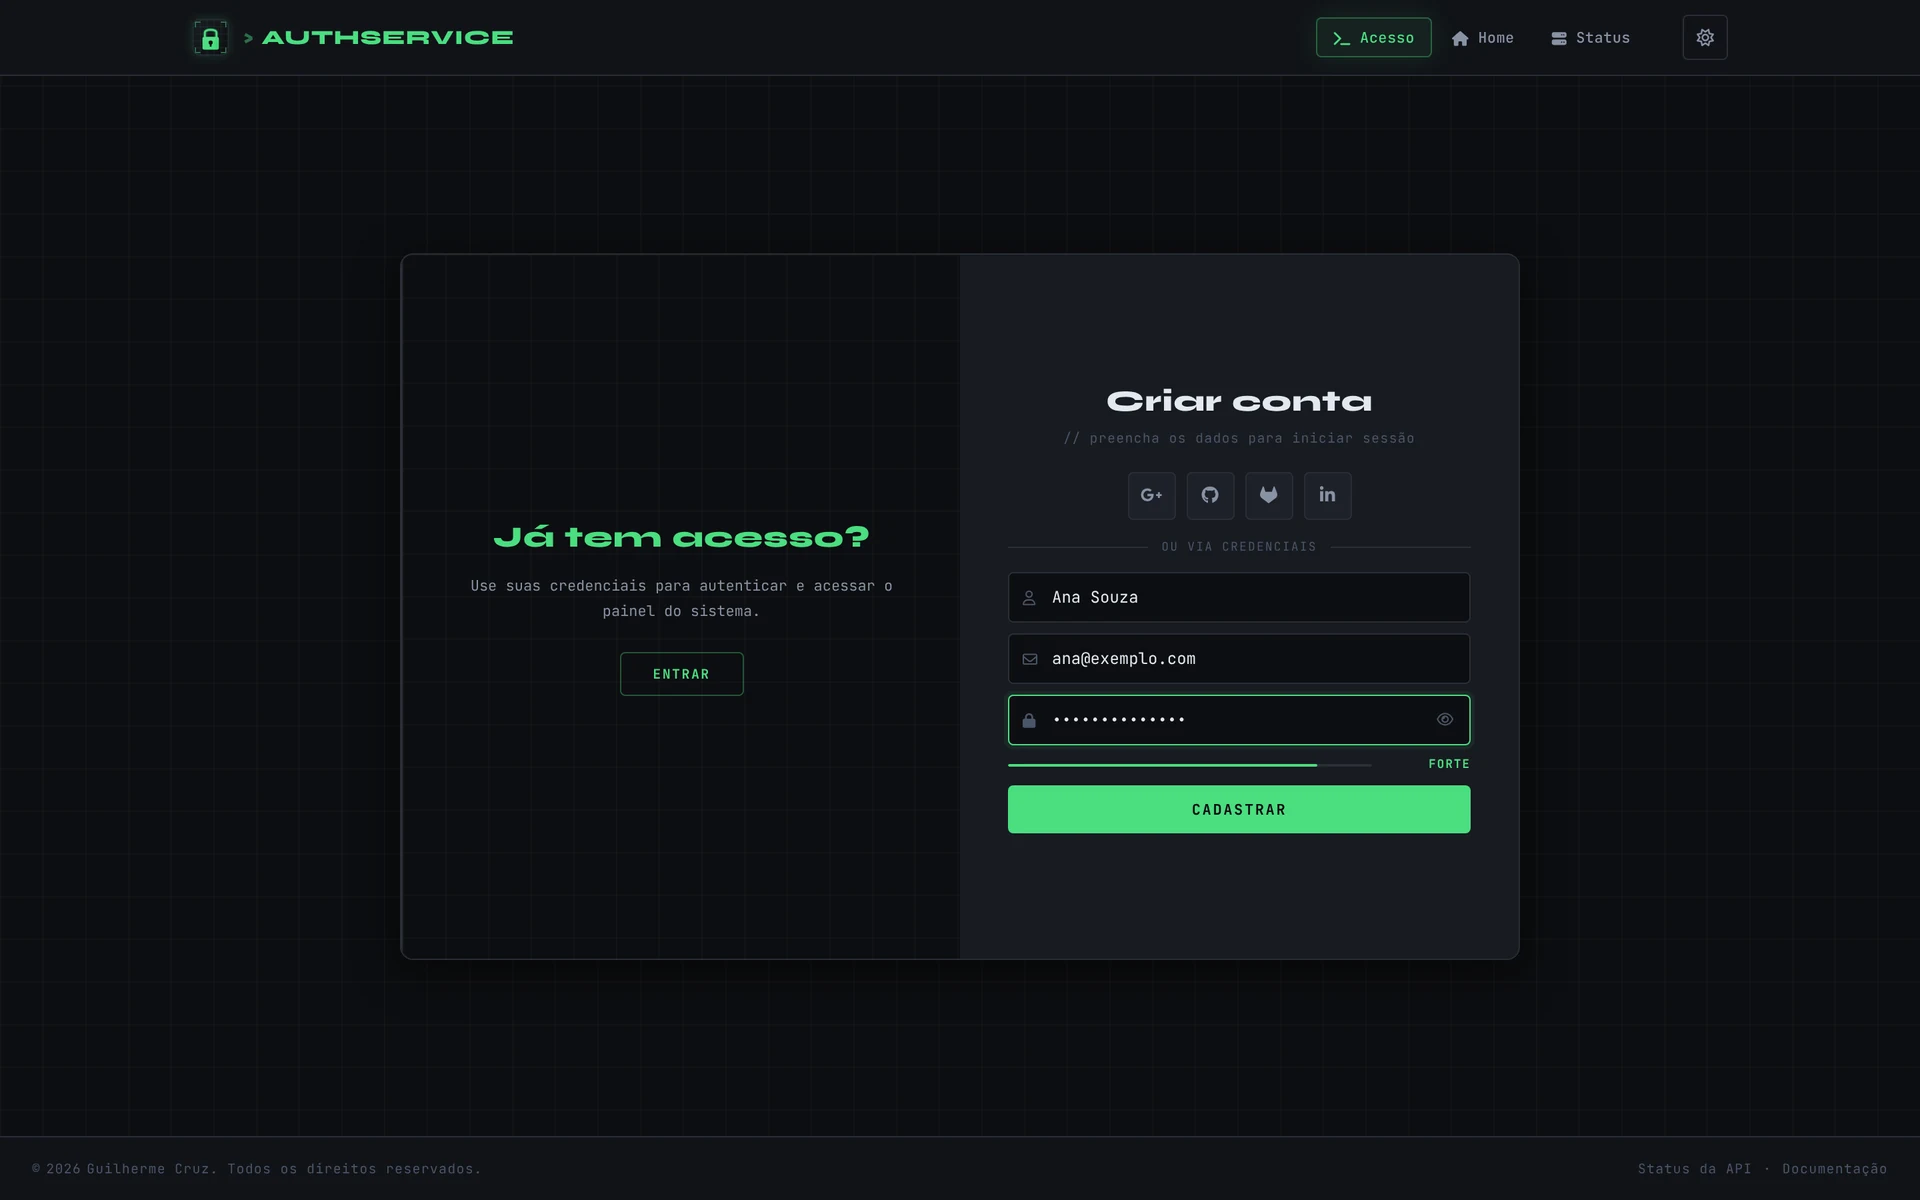 > AUTHSERVICE
Acesso
Home
Status
Já tem acesso?
Use suas credenciais para autenticar e acessar o
painel do sistema.
ENTRAR
Criar conta
// preencha os dados para iniciar sessão
G+
in
OU VIA CREDENCIAIS
Ana Souza
ana@exemplo.com
••••••••••••••
FORTE
CADASTRAR
© 2026 Guilherme Cruz. Todos os direitos reservados.
Status da API · Documentação